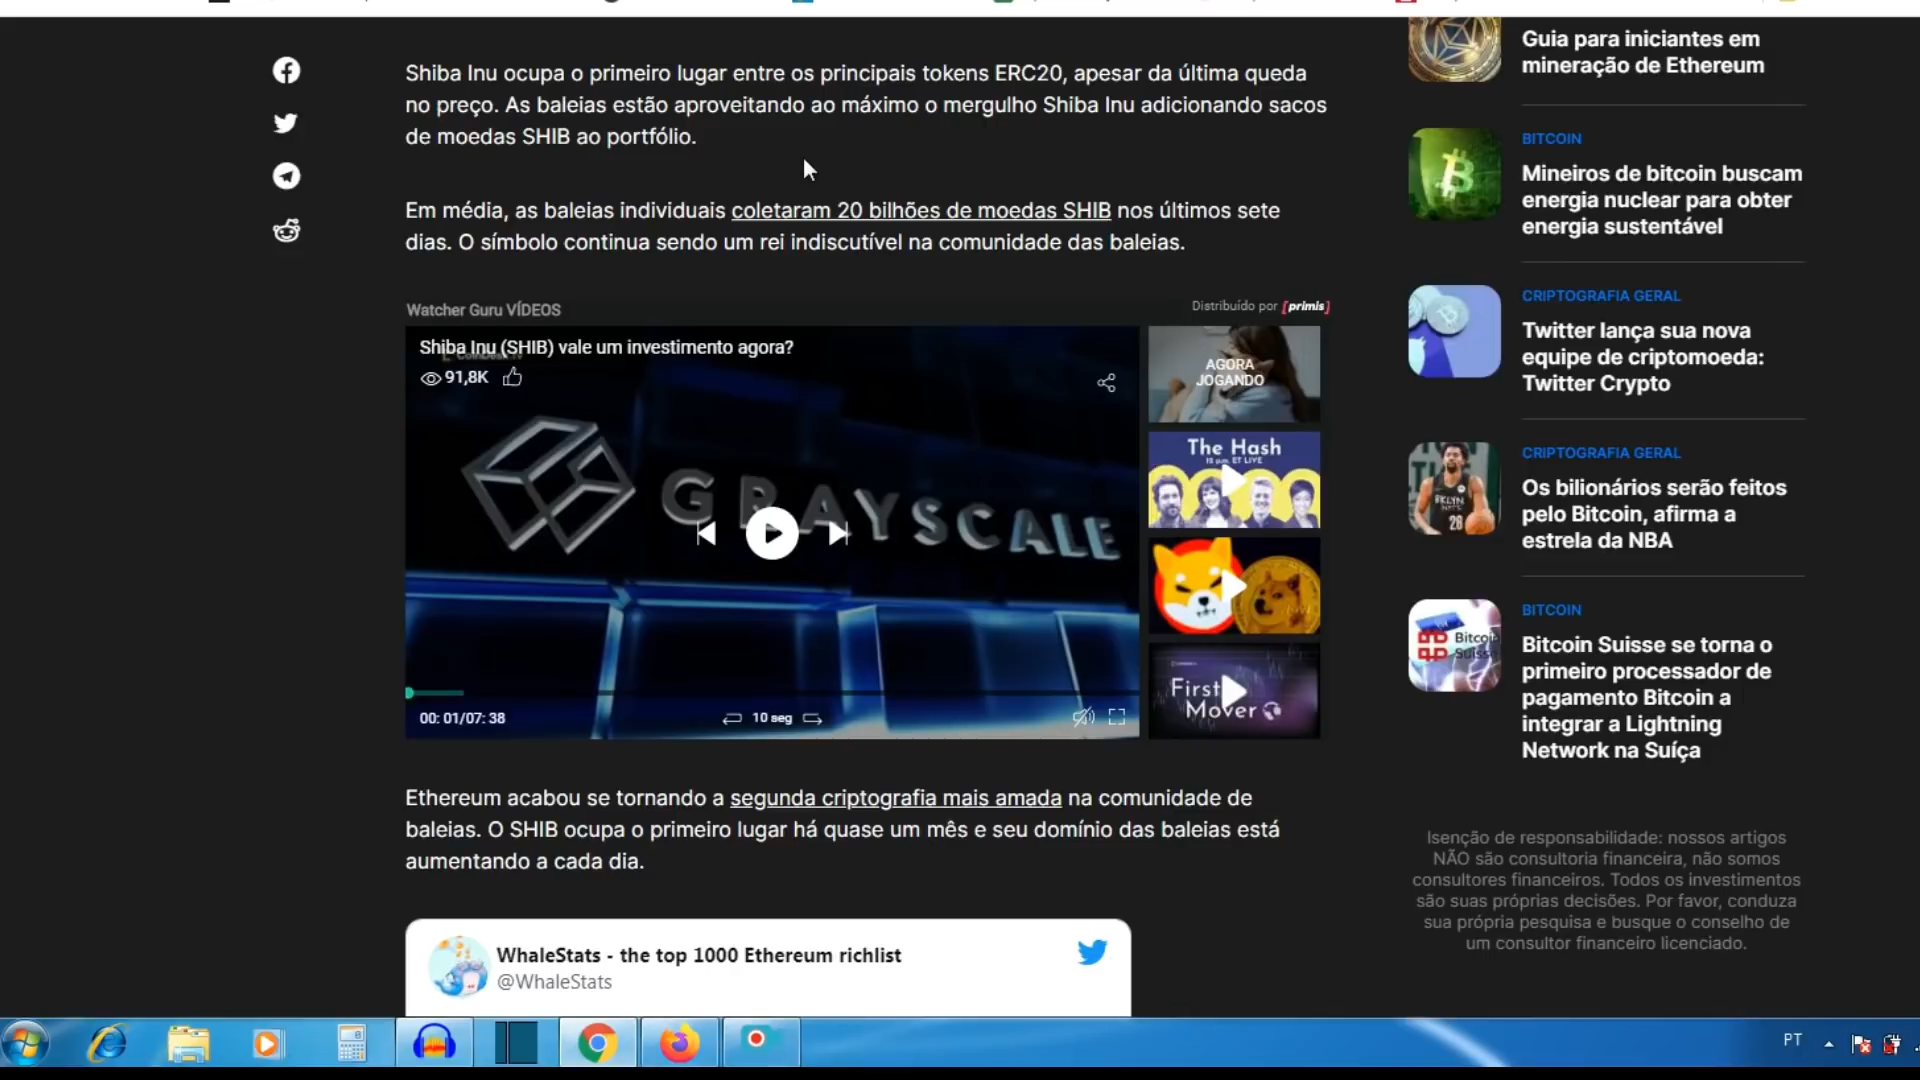 Shiba Inu ocupa o primeiro lugar entre os principais tokens ERC20, apesar da última queda
no preço. As baleias estão aproveitando ao máximo o mergulho Shiba Inu adicionando sacos
de moedas SHIB ao portfólio.
Em média, as baleias individuais coletaram 20 bilhões de moedas SHIB nos últimos sete
dias. O símbolo continua sendo um rei indiscutível na comunidade das baleias.
Watcher Guru VÍDEOS
Distribuído por [primis]
Shiba Inu (SHIB) vale um investimento agora?
91,8K
GRAYSCALE
00: 01/07: 38
10 seg
AGORA
JOGANDO
The Hash
First
Mover
Ethereum acabou se tornando a segunda criptografia mais amada na comunidade de
baleias. O SHIB ocupa o primeiro lugar há quase um mês e seu domínio das baleias está
aumentando a cada dia.
WhaleStats - the top 1000 Ethereum richlist
@WhaleStats
Guia para iniciantes em
mineração de Ethereum
BITCOIN
Mineiros de bitcoin buscam
energia nuclear para obter
energia sustentável
CRIPTOGRAFIA GERAL
Twitter lança sua nova
equipe de criptomoeda:
Twitter Crypto
CRIPTOGRAFIA GERAL
Os bilionários serão feitos
pelo Bitcoin, afirma a
estrela da NBA
BITCOIN
Bitcoin Suisse se torna o
primeiro processador de
pagamento Bitcoin a
integrar a Lightning
Network na Suíça
Isenção de responsabilidade: nossos artigos
NÃO são consultoria financeira, não somos
consultores financeiros. Todos os investimentos
são suas próprias decisões. Por favor, conduza
sua própria pesquisa e busque o conselho de
um consultor financeiro licenciado.
PT